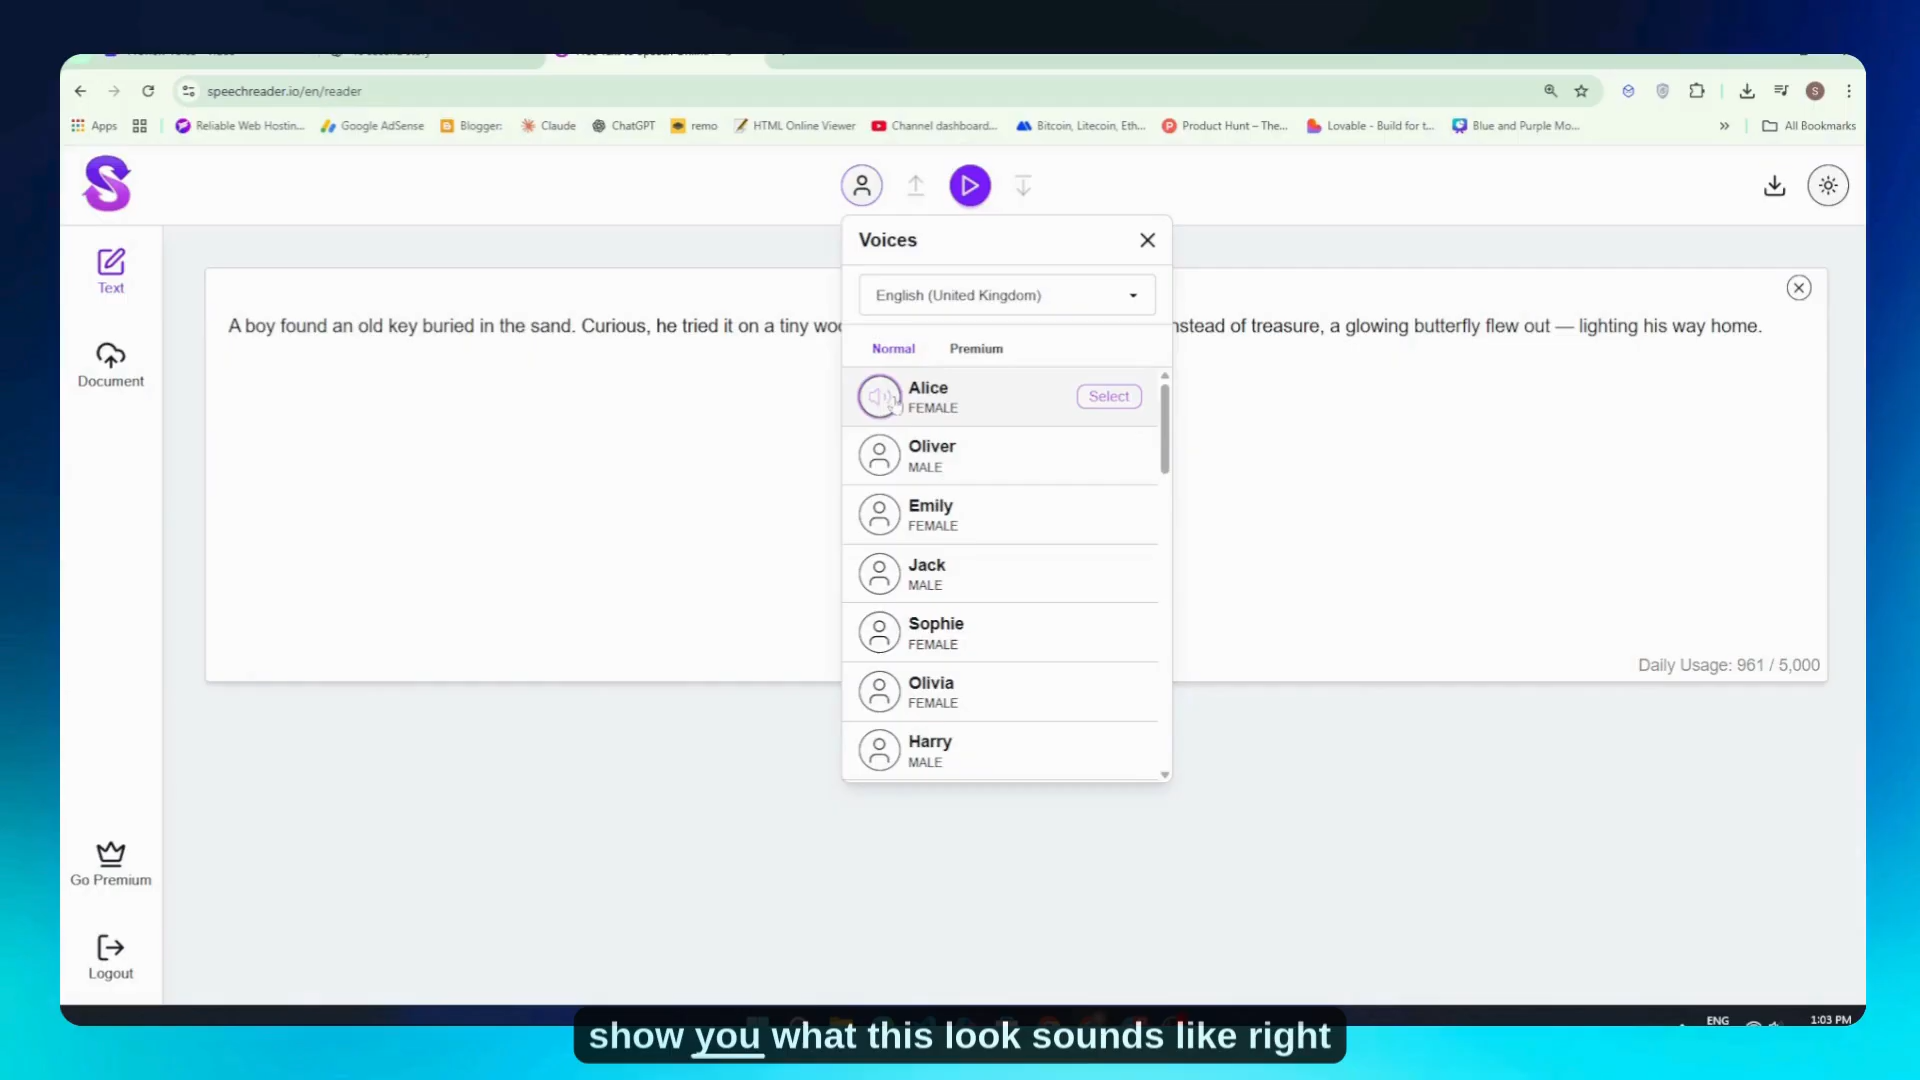 speechreader.io/en/reader
S
Apps
Reliable Web Hostin...
Google AdSense
Blogger:
Claude
ChatGPT
remo
HTML Online Viewer
Channel dashboard...
Bitcoin, Litecoin, Eth...
Product Hunt – The...
Lovable - Build for t...
Blue and Purple Mo...
All Bookmarks
Voices
English (United Kingdom)
Normal Premium
Alice
FEMALE
Select
Oliver
MALE
Emily
FEMALE
Jack
MALE
Sophie
FEMALE
Olivia
FEMALE
Harry
MALE
Text
Document
Go Premium
Logout
A boy found an old key buried in the sand. Curious, he tried it on a tiny
of treasure, a glowing butterfly flew out — lighting his way home.
Daily Usage: 961 / 5,000
ENG
1:03 PM
show you what this look sounds like right